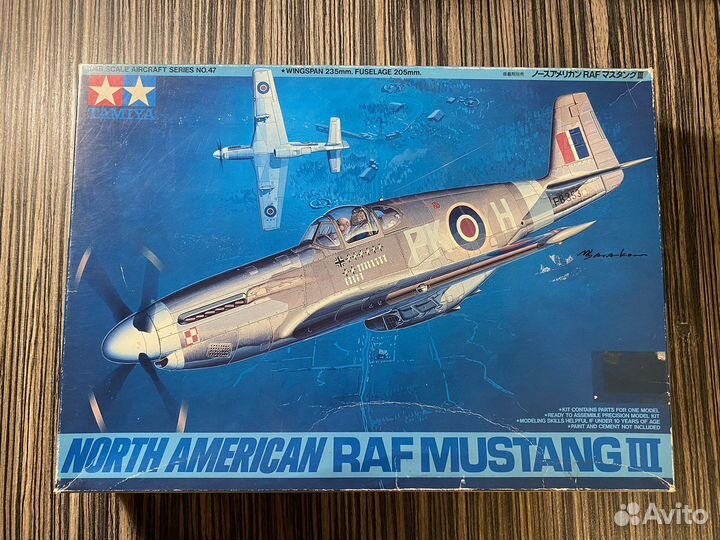 1/48 SCALE AIRCRAFT SERIES NO.47
★WINGSPAN 235mm. FUSELAGE 205mm.
ノースアメリカン RAF マスタングIII
TAMIYA
FB353
PK H
★KIT CONTAINS PARTS FOR ONE MODEL
★READY TO ASSEMBLE PRECISION MODEL KIT
★MODELING SKILLS HELPFUL IF UNDER 10 YEARS OF AGE
★PAINT AND CEMENT NOT INCLUDED
NORTH AMERICAN RAF MUSTANG III
Avito